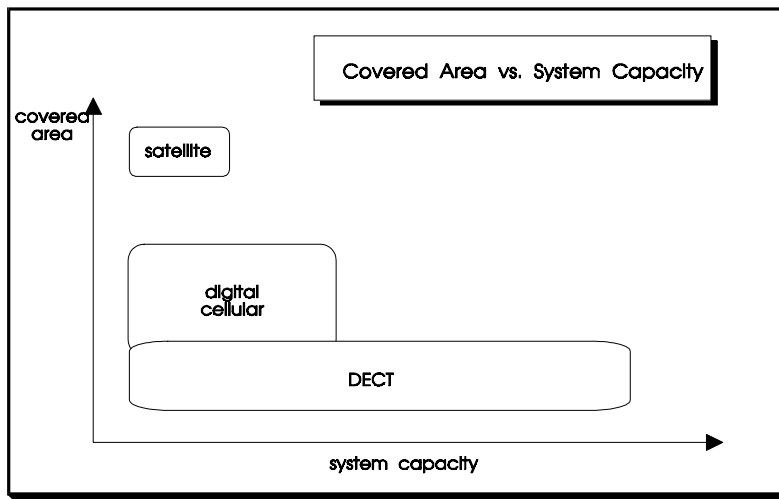 Covered Area vs. System Capacity
covered
area
satellite
digital
cellular
DECT
system capacity